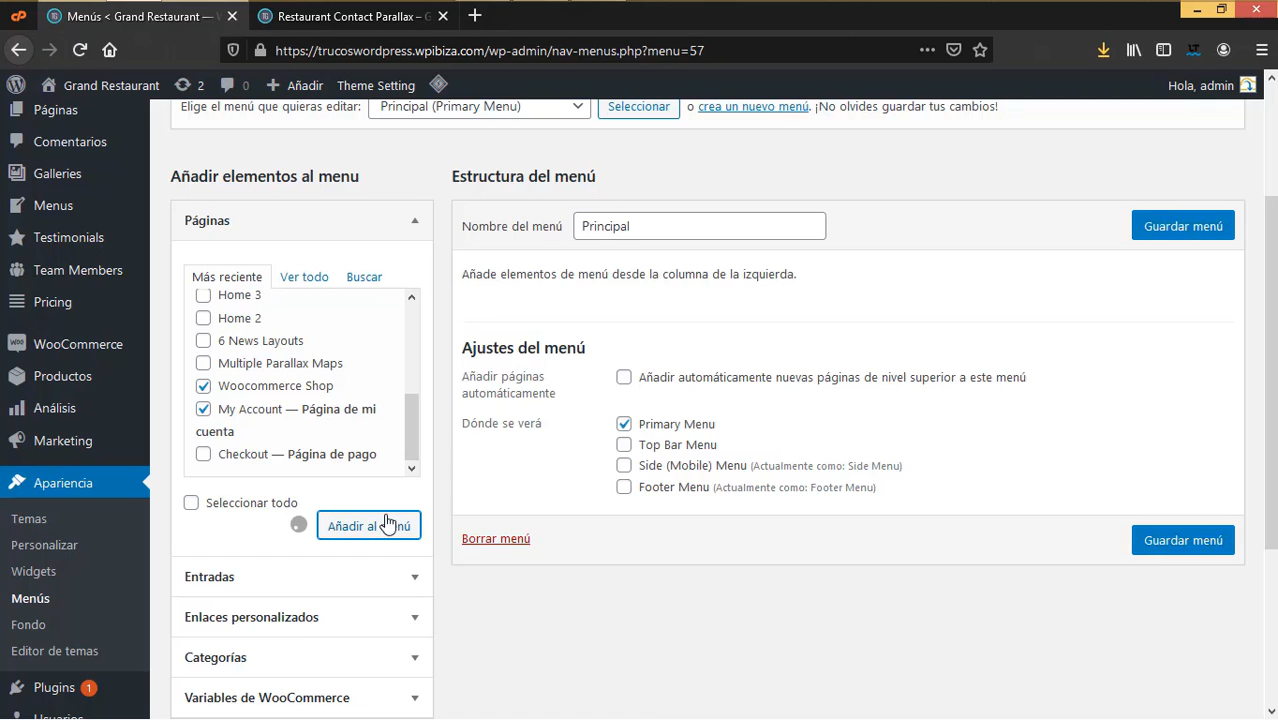 Menús < Grand Restaurant — W
Restaurant Contact Parallax – G
https://trucoswordpress.wpibiza.com/wp-admin/nav-menus.php?menu=57
Grand Restaurant
2
0
Añadir
Theme Setting
Hola, admin
Páginas
Comentarios
Galleries
Menus
Testimonials
Team Members
Pricing
WooCommerce
Productos
Análisis
Marketing
Apariencia
Temas
Personalizar
Widgets
Menús
Fondo
Editor de temas
Plugins 1
Elige el menú que quieras editar: Principal (Primary Menu) Seleccionar o crea un nuevo menú. ¡No olvides guardar tus cambios!
Añadir elementos al menu
Páginas
Más reciente Ver todo Buscar
Home 3
Home 2
6 News Layouts
Multiple Parallax Maps
Woocommerce Shop
My Account — Página de mi
cuenta
Checkout — Página de pago
Seleccionar todo
Entradas
Enlaces personalizados
Categorías
Variables de WooCommerce
Estructura del menú
Nombre del menú Principal Guardar menú
Añade elementos de menú desde la columna de la izquierda.
Ajustes del menú
Añadir páginas
automáticamente
Añadir automáticamente nuevas páginas de nivel superior a este menú
Dónde se verá
Primary Menu
Top Bar Menu
Side (Mobile) Menu (Actualmente como: Side Menu)
Footer Menu (Actualmente como: Footer Menu)
Borrar menú Guardar menú
Añadir al